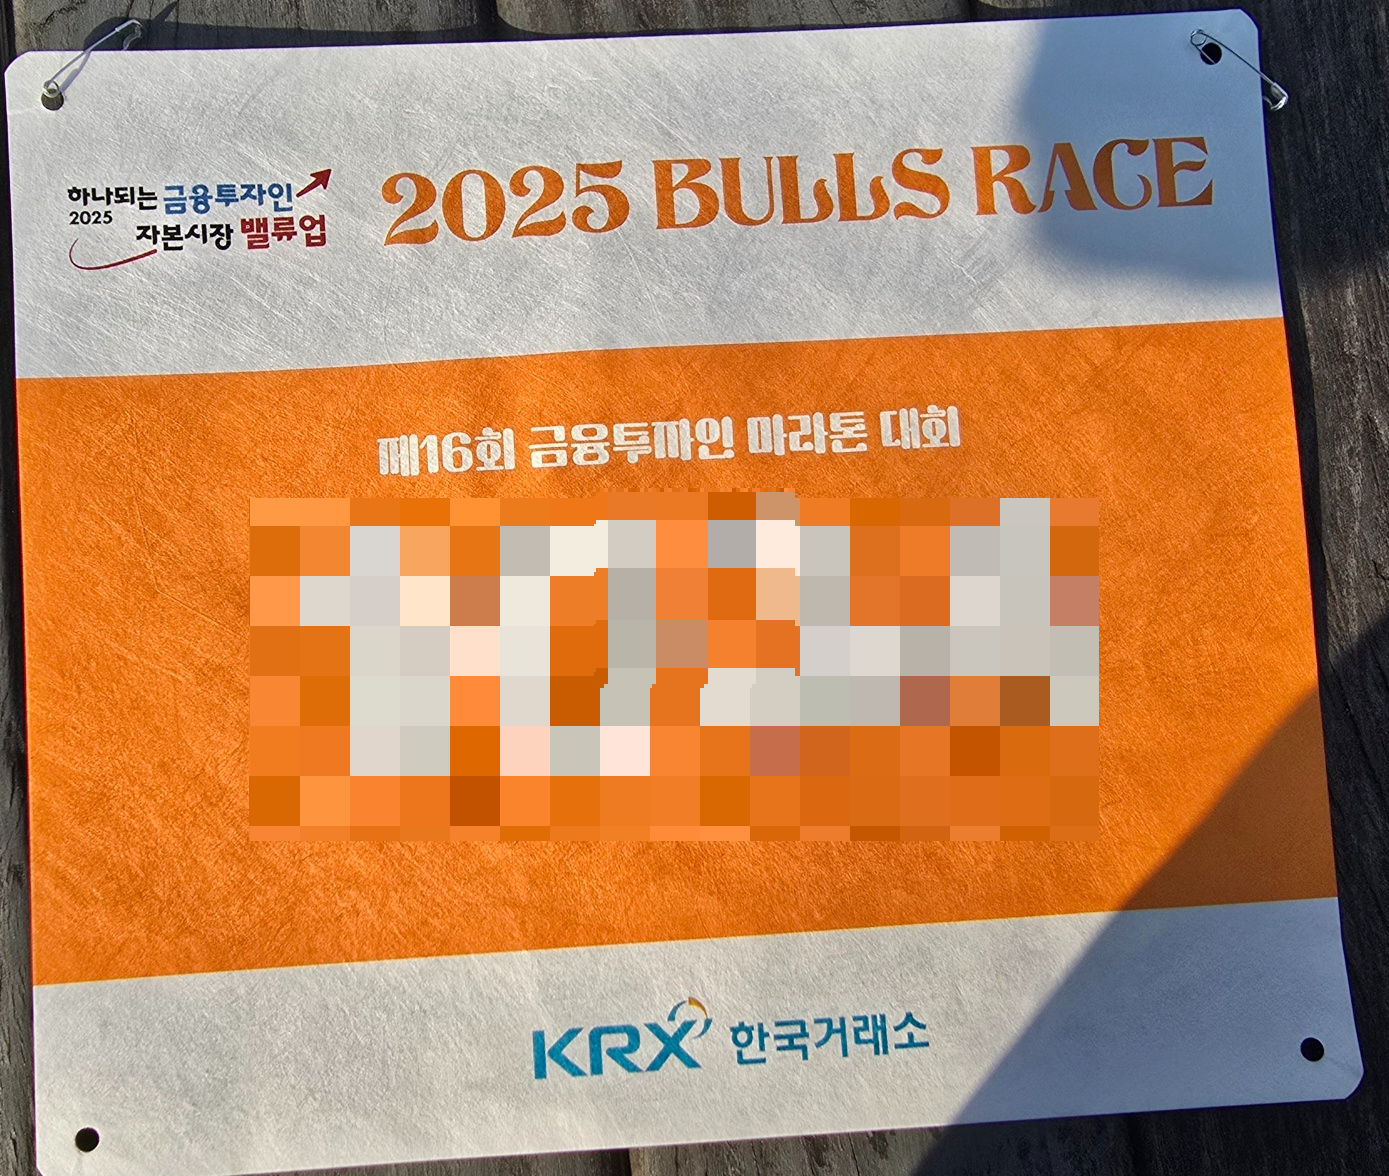 하나되는 금융투자인
2025 자본시장 밸류업
2025 BULLS RACE
제16회 금융투자인 마라톤 대회
KRX 한국거래소